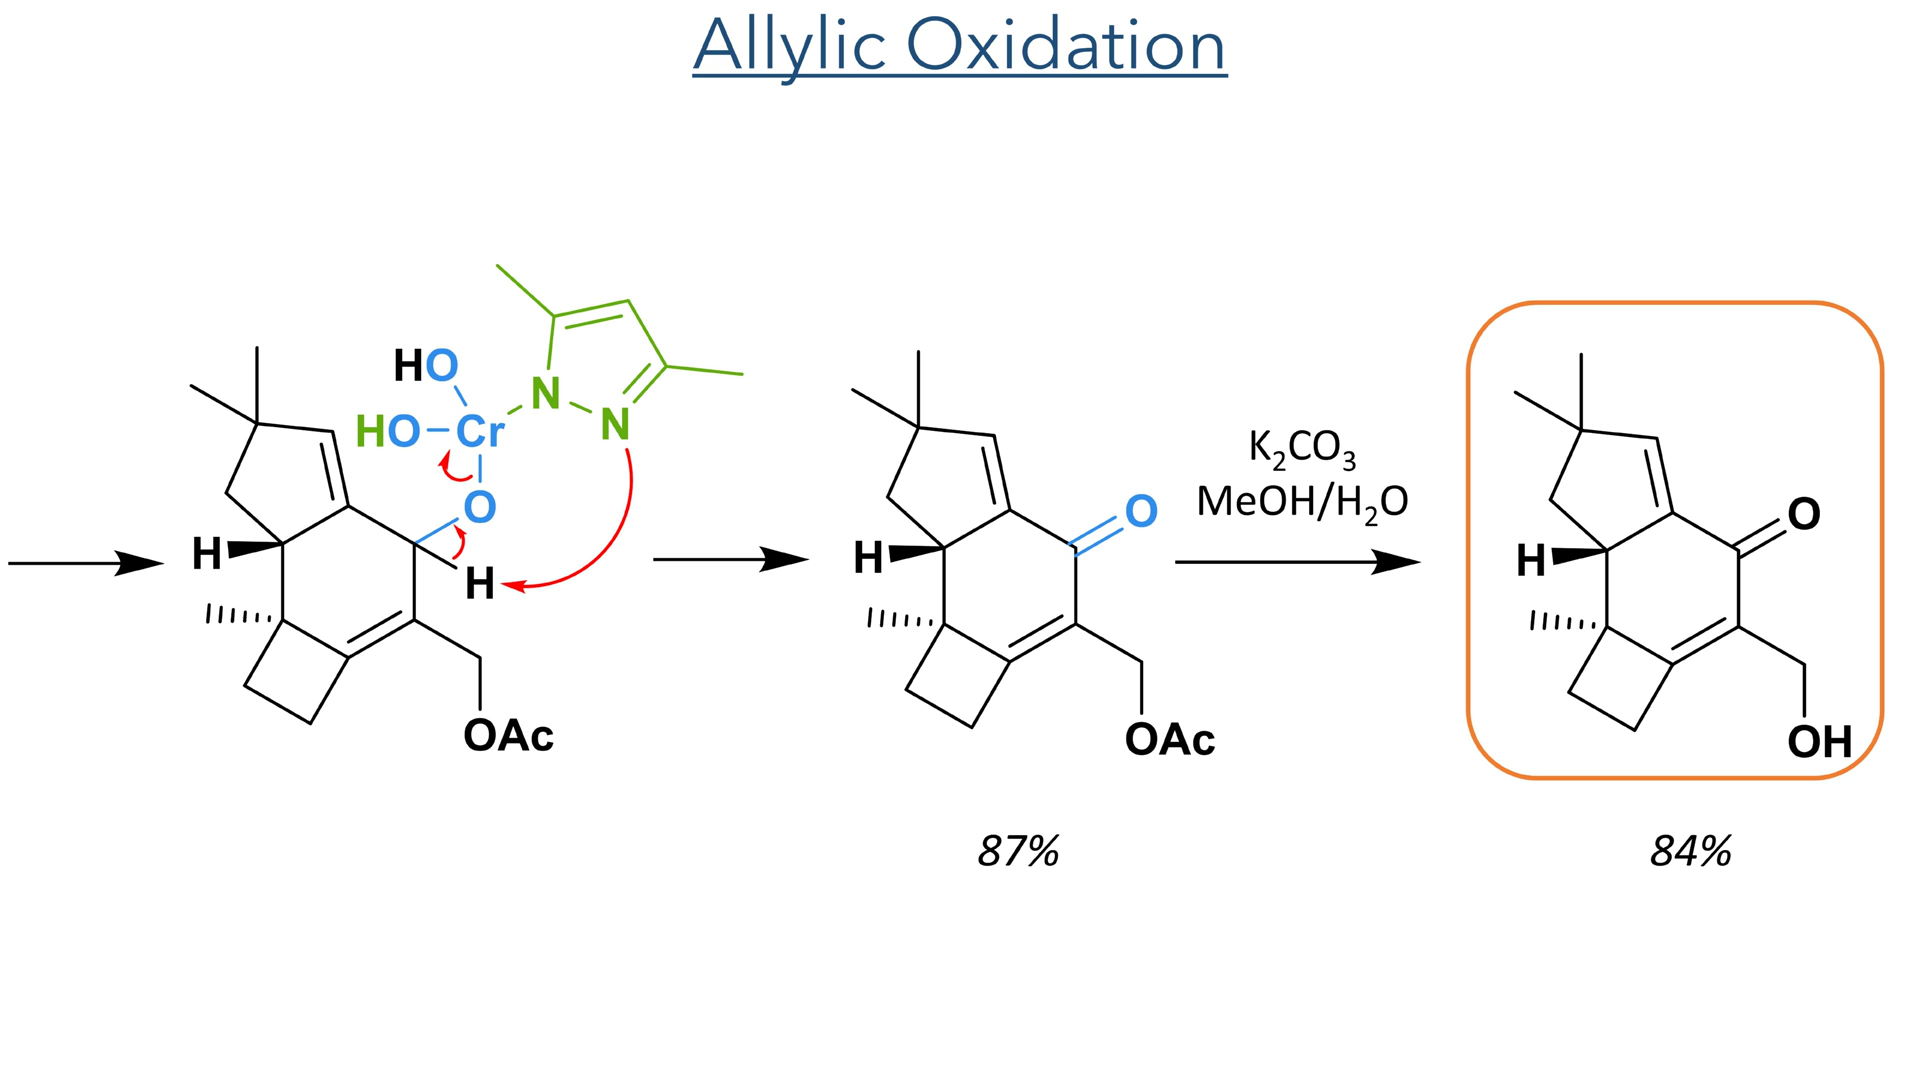 Allylic Oxidation
HO
HO
Cr
N
N
O
H
H
OAc
H
O
OAc
87%
K₂CO₃
MeOH/H₂O
H
O
OH
84%